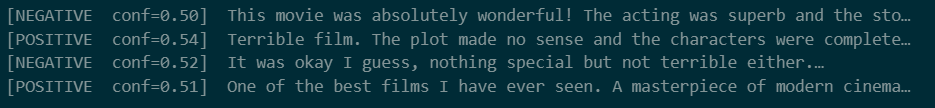 [NEGATIVE  conf=0.50]  This movie was absolutely wonderful! The acting was superb and the sto…
[POSITIVE  conf=0.54]  Terrible film. The plot made no sense and the characters were complete…
[NEGATIVE  conf=0.52]  It was okay I guess, nothing special but not terrible either.…
[POSITIVE  conf=0.51]  One of the best films I have ever seen. A masterpiece of modern cinema…